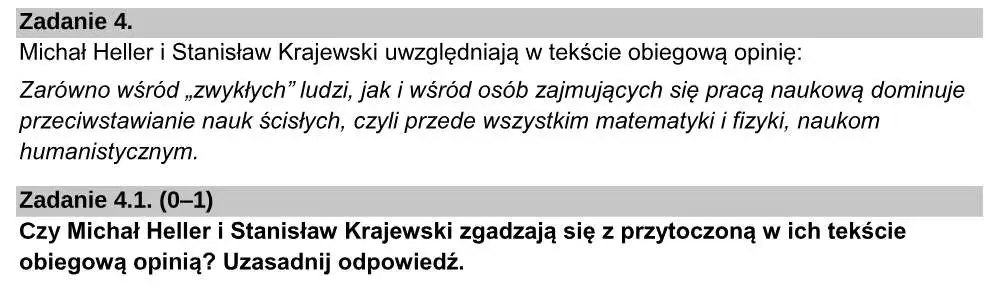 Zadanie 4.
Michał Heller i Stanisław Krajewski uwzględniają w tekście obiegową opinię:
Zarówno wśród „zwykłych” ludzi, jak i wśród osób zajmujących się pracą naukową dominuje
przeciwstawianie nauk ścisłych, czyli przede wszystkim matematyki i fizyki, naukom
humanistycznym.
Zadanie 4.1. (0–1)
Czy Michał Heller i Stanisław Krajewski zgadzają się z przytoczoną w ich tekście
obiegową opinią? Uzasadnij odpowiedź.